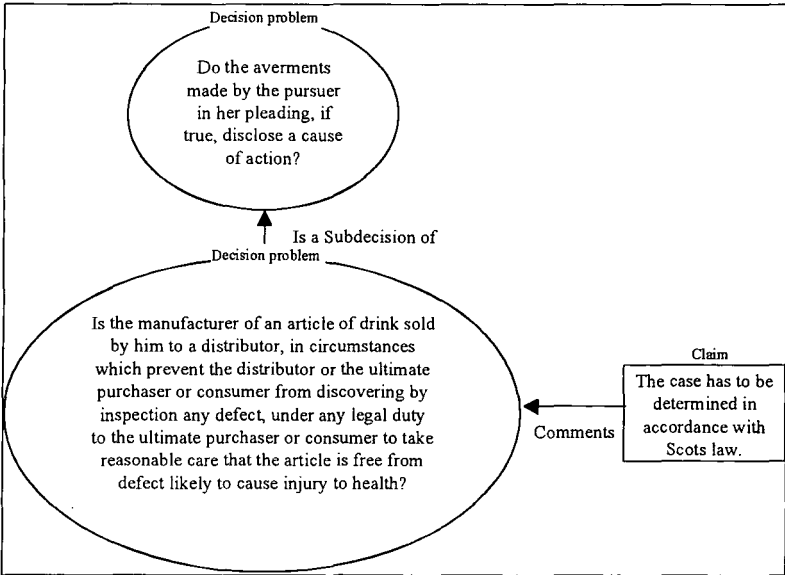 Decision problem
Do the averments
made by the pursuer
in her pleading, if
true, disclose a cause
of action?
Is a Subdecision of
Decision problem
Is the manufacturer of an article of drink sold
by him to a distributor, in circumstances
which prevent the distributor or the ultimate
purchaser or consumer from discovering by
inspection any defect, under any legal duty
to the ultimate purchaser or consumer to take
reasonable care that the article is free from
defect likely to cause injury to health?
Claim
The case has to be
determined in
accordance with
Scots law.
Comments